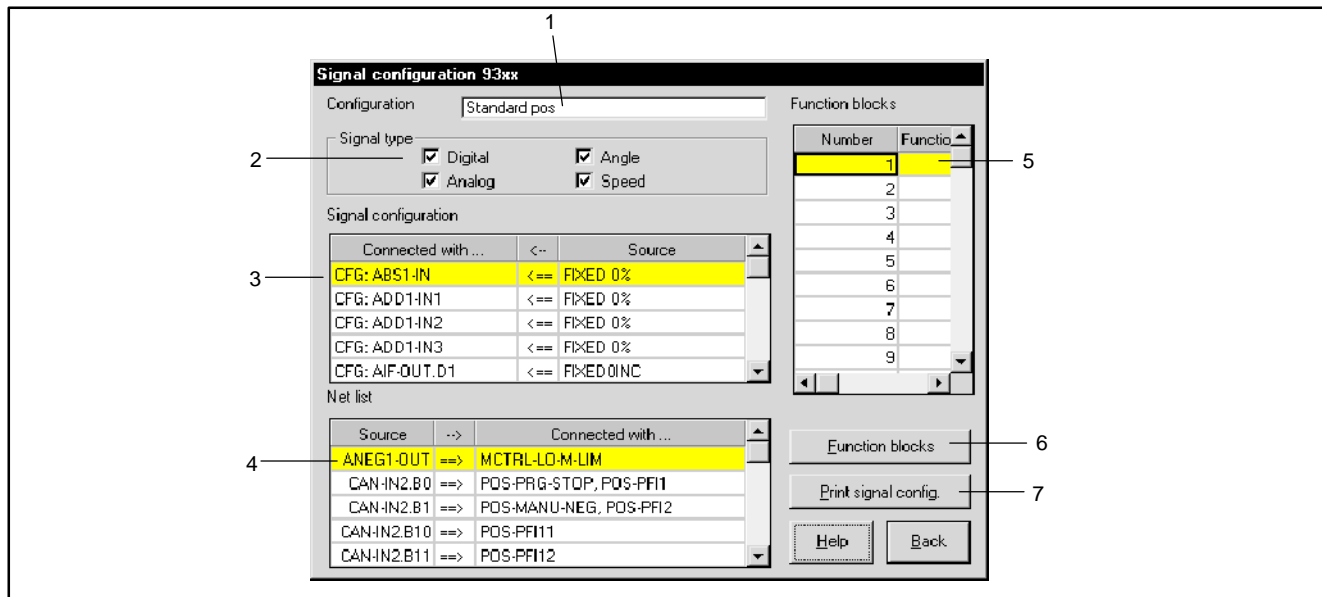 1
Signal configuration 93xx
Configuration Standard pos Function blocks
Signal type
2
Digital Angle
Analog Speed
Number Functio
1
5
2
3
4
5
6
7
8
9
Signal configuration
Connected with ... <-- Source
3
CFG: ABS1-IN <== FIXED 0%
CFG: ADD1-IN1 <== FIXED 0%
CFG: ADD1-IN2 <== FIXED 0%
CFG: ADD1-IN3 <== FIXED 0%
CFG: AIF-OUT.D1 <== FIXED0INC
Net list
Source --> Connected with ...
4
ANEG1-OUT ==> MCTRL-LO-M-LIM
CAN-IN2.B0 ==> POS-PRG-STOP, POS-PFI1
CAN-IN2.B1 ==> POS-MANU-NEG, POS-PFI2
CAN-IN2.B10 ==> POS-PFI11
CAN-IN2.B11 ==> POS-PFI12
Function blocks 6
Print signal config. 7
Help Back